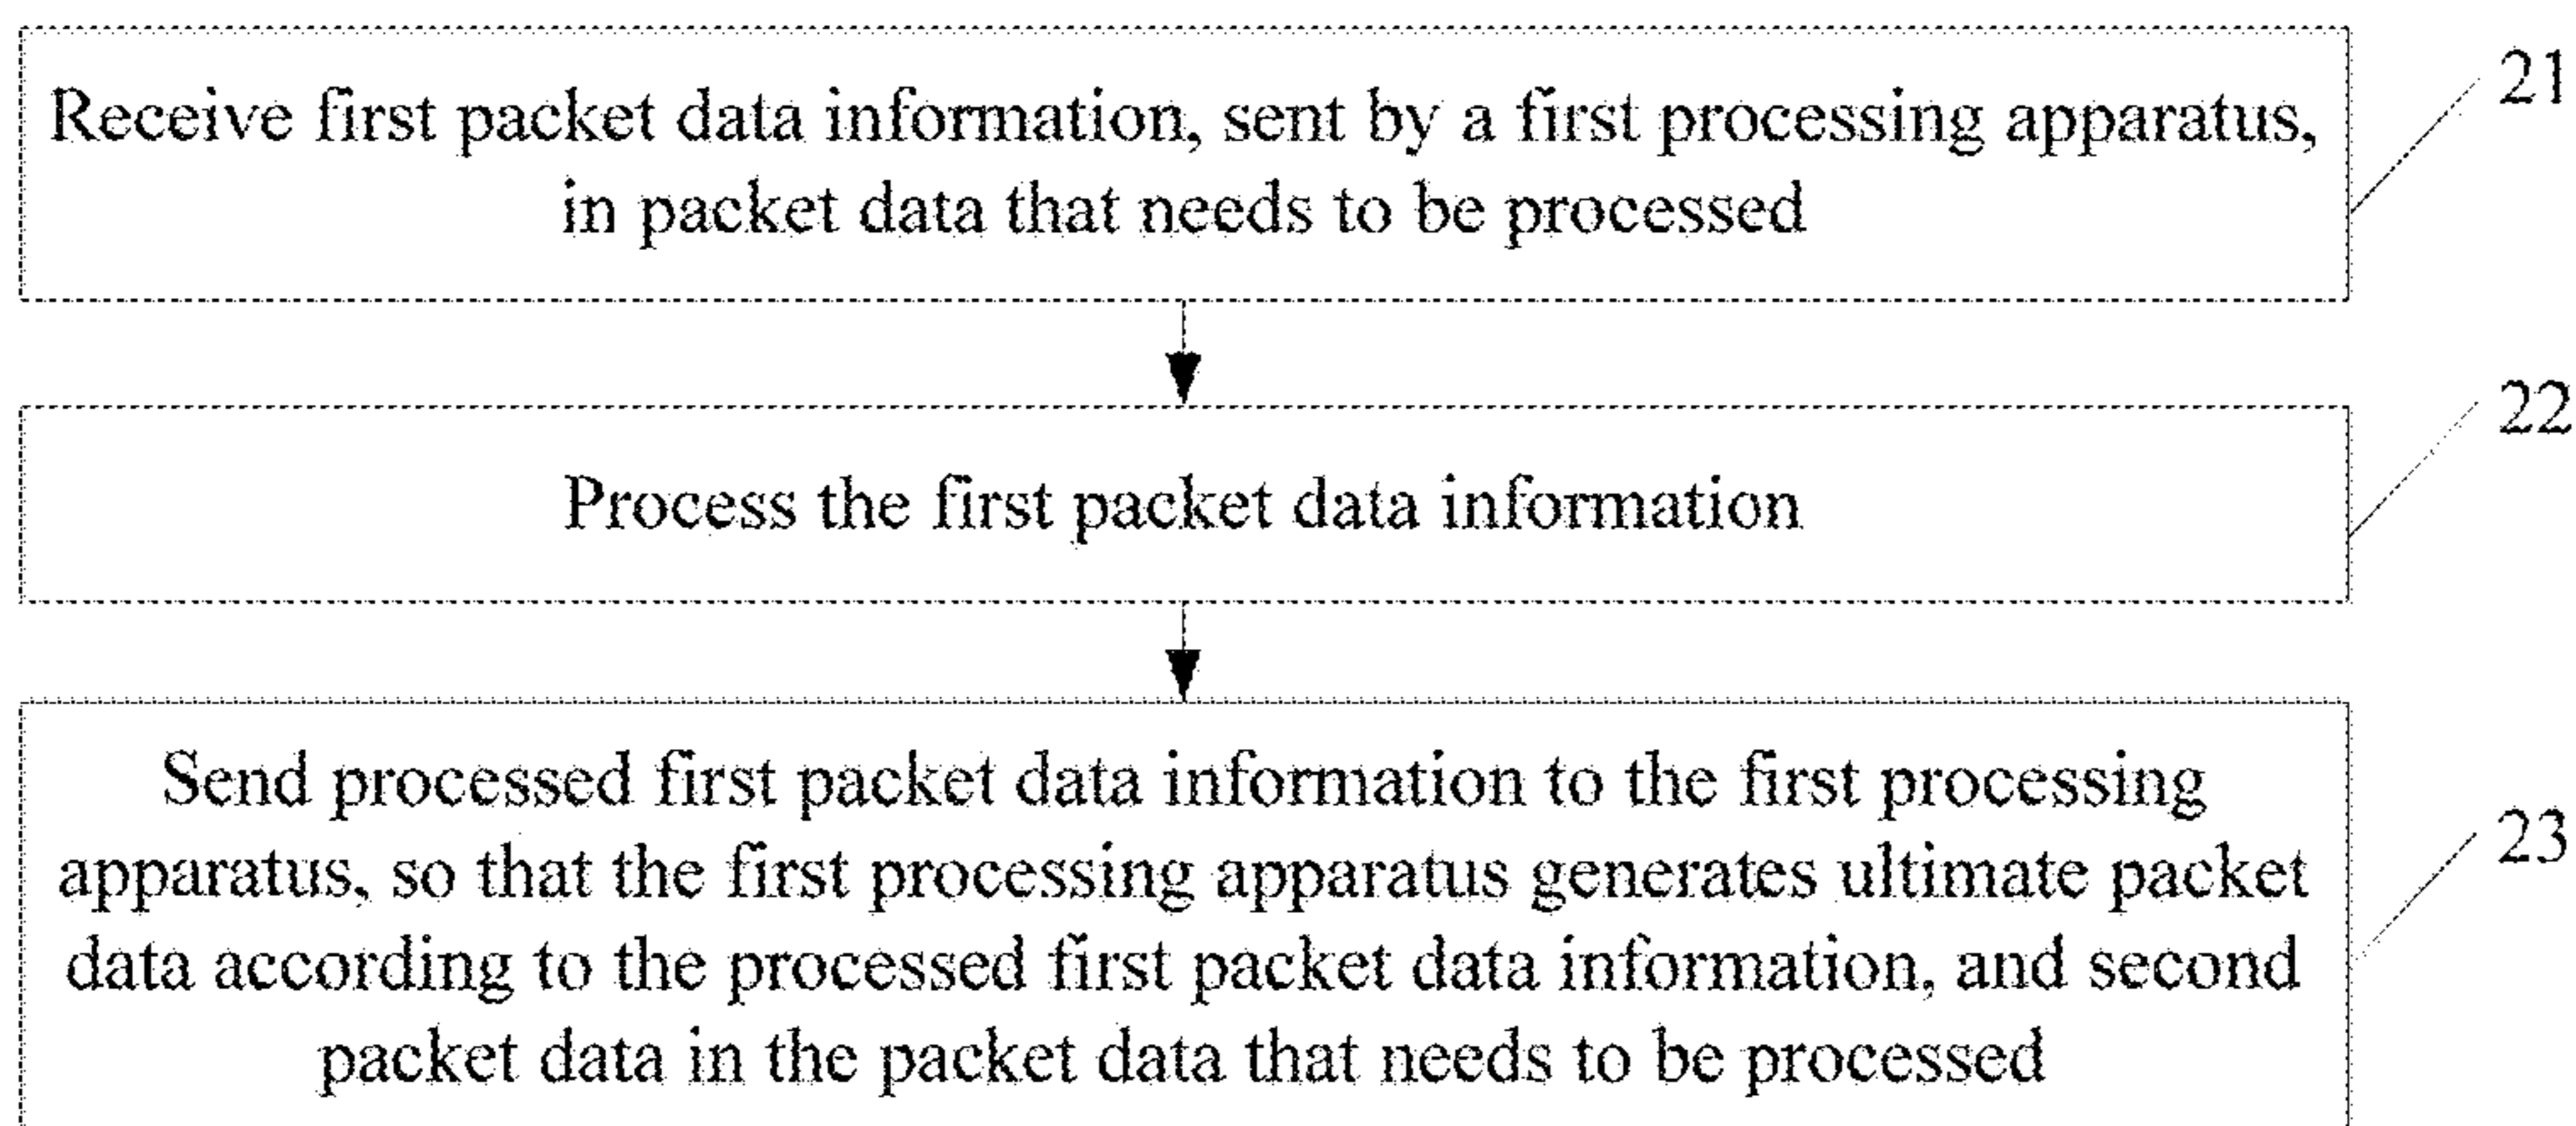 Receive first packet data information, sent by a first processing apparatus,
in packet data that needs to be processed
21
Process the first packet data information
22
Send processed first packet data information to the first processing
apparatus, so that the first processing apparatus generates ultimate packet
data according to the processed first packet data information, and second
packet data in the packet data that needs to be processed
23